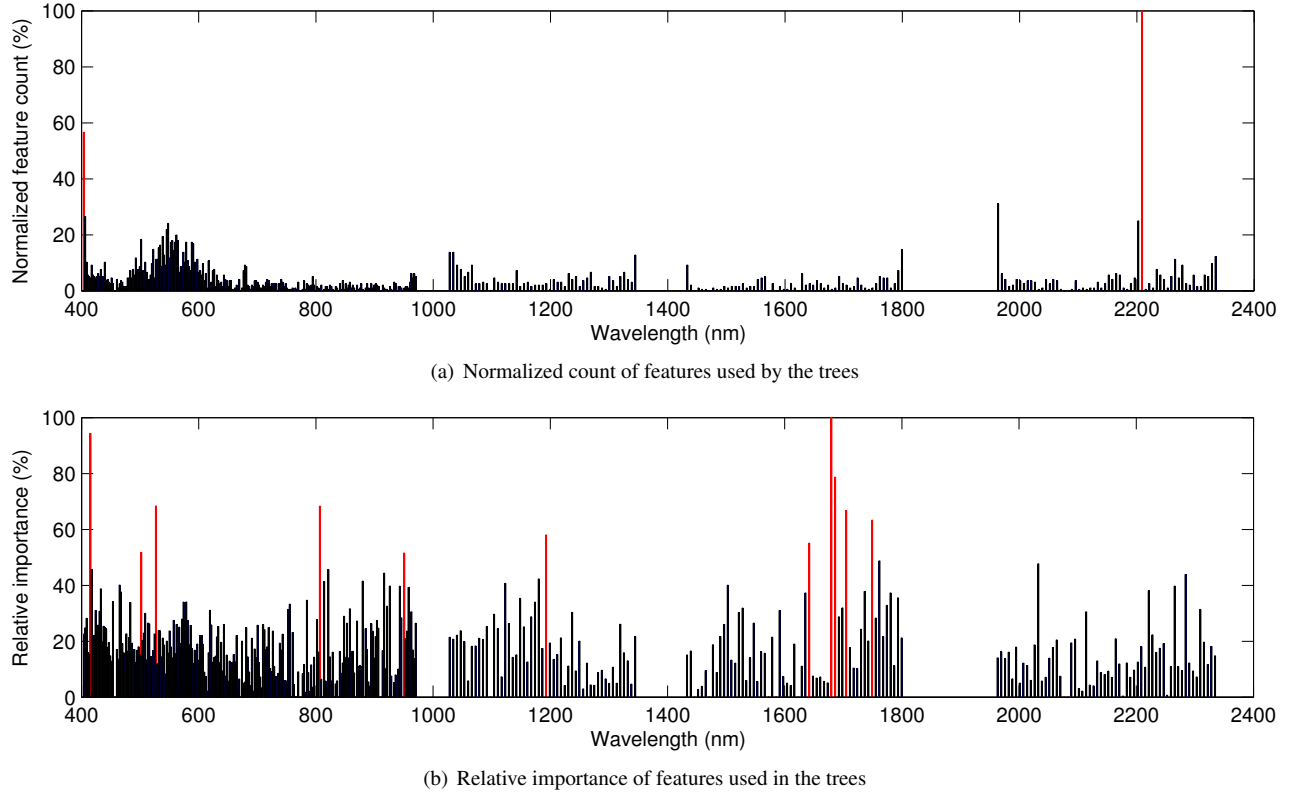 Normalized feature count (%)
100
80
60
40
20
0
400 600 800 1000 1200 1400 1600 1800 2000 2200 2400
Wavelength (nm)
(a) Normalized count of features used by the trees
Relative importance (%)
100
80
60
40
20
0
400 600 800 1000 1200 1400 1600 1800 2000 2200 2400
Wavelength (nm)
(b) Relative importance of features used in the trees